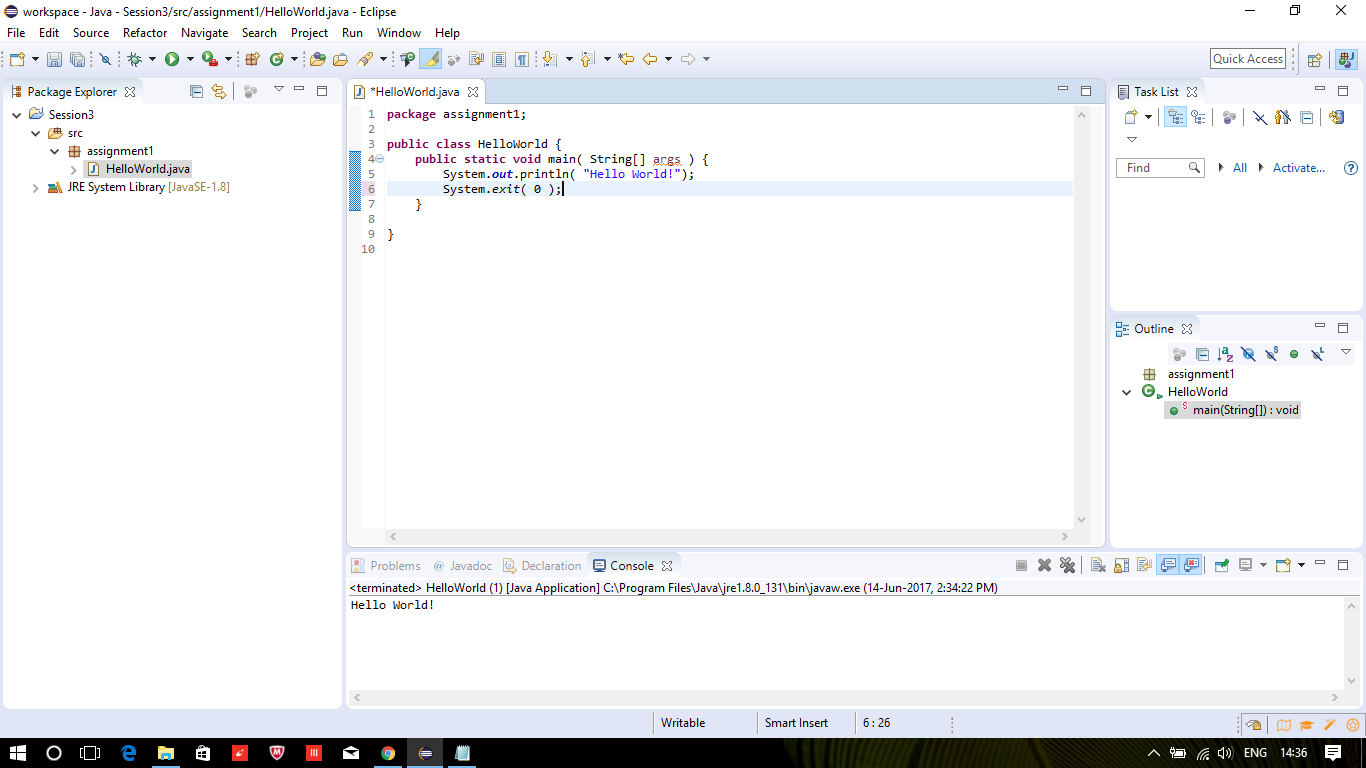 workspace - Java - Session3/src/assignment1/HelloWorld.java - Eclipse
File Edit Source Refactor Navigate Search Project Run Window Help
Quick Access
Package Explorer
Session3
src
assignment1
HelloWorld.java
JRE System Library [JavaSE-1.8]
*HelloWorld.java
1 package assignment1;
2
3 public class HelloWorld {
4 public static void main( String[] args ) {
5 System.out.println( "Hello World!");
6 System.exit( 0 );
7 }
8
9 }
10
Task List
Find All Activate...
Outline
assignment1
HelloWorld
main(String[]) : void
Problems @ Javadoc Declaration Console
<terminated> HelloWorld (1) [Java Application] C:\Program Files\Java\jre1.8.0_131\bin\javaw.exe (14-Jun-2017, 2:34:22 PM)
Hello World!
Writable Smart Insert 6 : 26
ENG 14:36